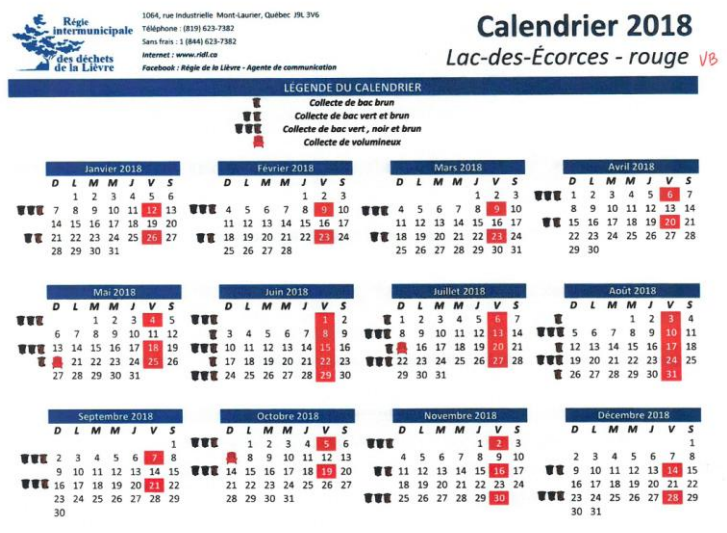 Régie
intermunicipale
des déchets
de la Lièvre
1064, rue Industrielle Mont-Laurier, Québec J9L 3V6
Téléphone : (819) 623-7382
Sans frais : 1 (844) 623-7382
Internet : www.ridl.ca
Facebook : Régie de la Lièvre - Agente de communication
Calendrier 2018
Lac-des-Écorces - rouge VB
LÉGENDE DU CALENDRIER
Collecte de bac brun
Collecte de bac vert et brun
Collecte de bac vert , noir et brun
Collecte de volumineux
Janvier 2018
D L M M J V S
1 2 3 4 5 6
7 8 9 10 11 12 13
14 15 16 17 18 19 20
21 22 23 24 25 26 27
28 29 30 31
Février 2018
D L M M J V S
1 2 3
4 5 6 7 8 9 10
11 12 13 14 15 16 17
18 19 20 21 22 23 24
25 26 27 28
Mars 2018
D L M M J V S
1 2 3
4 5 6 7 8 9 10
11 12 13 14 15 16 17
18 19 20 21 22 23 24
25 26 27 28 29 30 31
Avril 2018
D L M M J V S
1 2 3 4 5 6 7
8 9 10 11 12 13 14
15 16 17 18 19 20 21
22 23 24 25 26 27 28
29 30
Mai 2018
D L M M J V S
1 2 3 4 5
6 7 8 9 10 11 12
13 14 15 16 17 18 19
21 22 23 24 25 26
27 28 29 30 31
Juin 2018
D L M M J V S
1 2
3 4 5 6 7 8 9
10 11 12 13 14 15 16
17 18 19 20 21 22 23
24 25 26 27 28 29 30
Juillet 2018
D L M M J V S
1 2 3 4 5 6 7
8 9 10 11 12 13 14
16 17 18 19 20 21
22 23 24 25 26 27 28
29 30 31
Août 2018
D L M M J V S
1 2 3 4
5 6 7 8 9 10 11
12 13 14 15 16 17 18
19 20 21 22 23 24 25
26 27 28 29 30 31
Septembre 2018
D L M M J V S
1
2 3 4 5 6 7 8
9 10 11 12 13 14 15
16 17 18 19 20 21 22
23 24 25 26 27 28 29
30
Octobre 2018
D L M M J V S
1 2 3 4 5 6
8 9 10 11 12 13
14 15 16 17 18 19 20
21 22 23 24 25 26 27
28 29 30 31
Novembre 2018
D L M M J V S
1 2 3
4 5 6 7 8 9 10
11 12 13 14 15 16 17
18 19 20 21 22 23 24
25 26 27 28 29 30
Décembre 2018
D L M M J V S
1
2 3 4 5 6 7 8
9 10 11 12 13 14 15
16 17 18 19 20 21 22
23 24 25 26 27 28 29
30 31